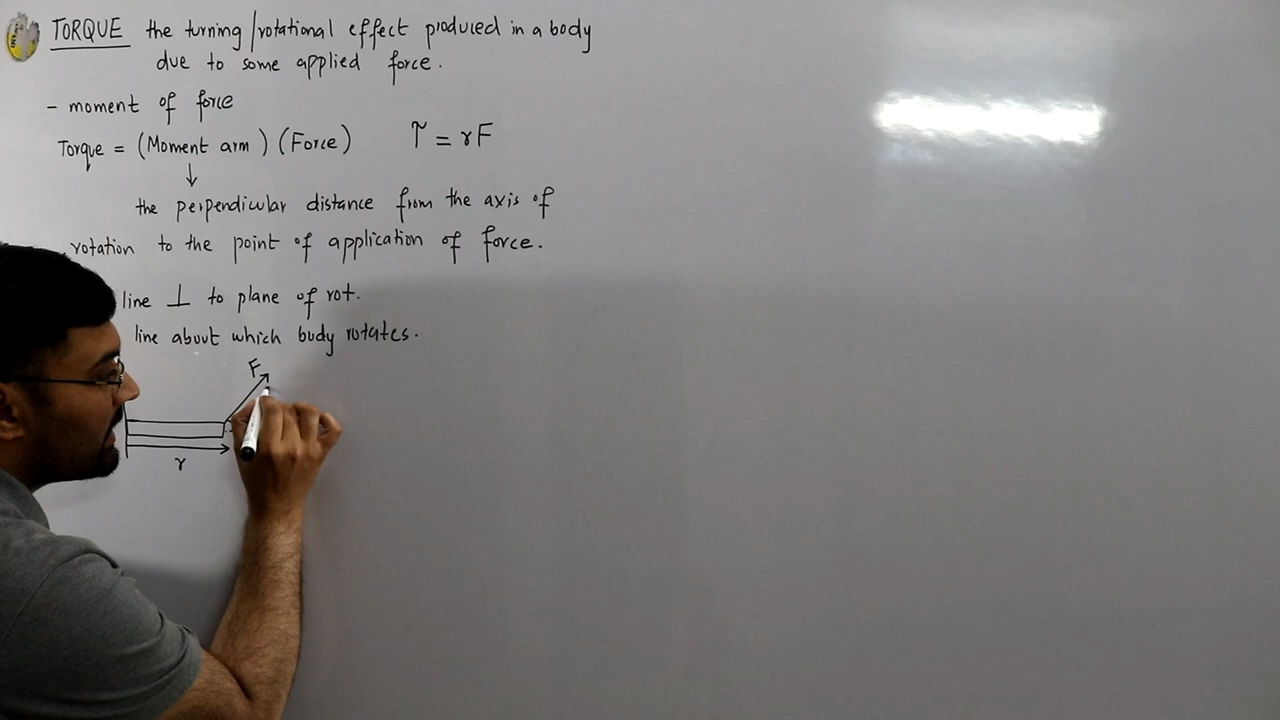 TORQUE the turning/rotational effect produced in a body
due to some applied force.
- moment of force
Torque = (Moment arm) (Force) τ = rF
↓
the perpendicular distance from the axis of
rotation to the point of application of force.
line ⊥ to plane of rot.
line about which body rotates.
F
r